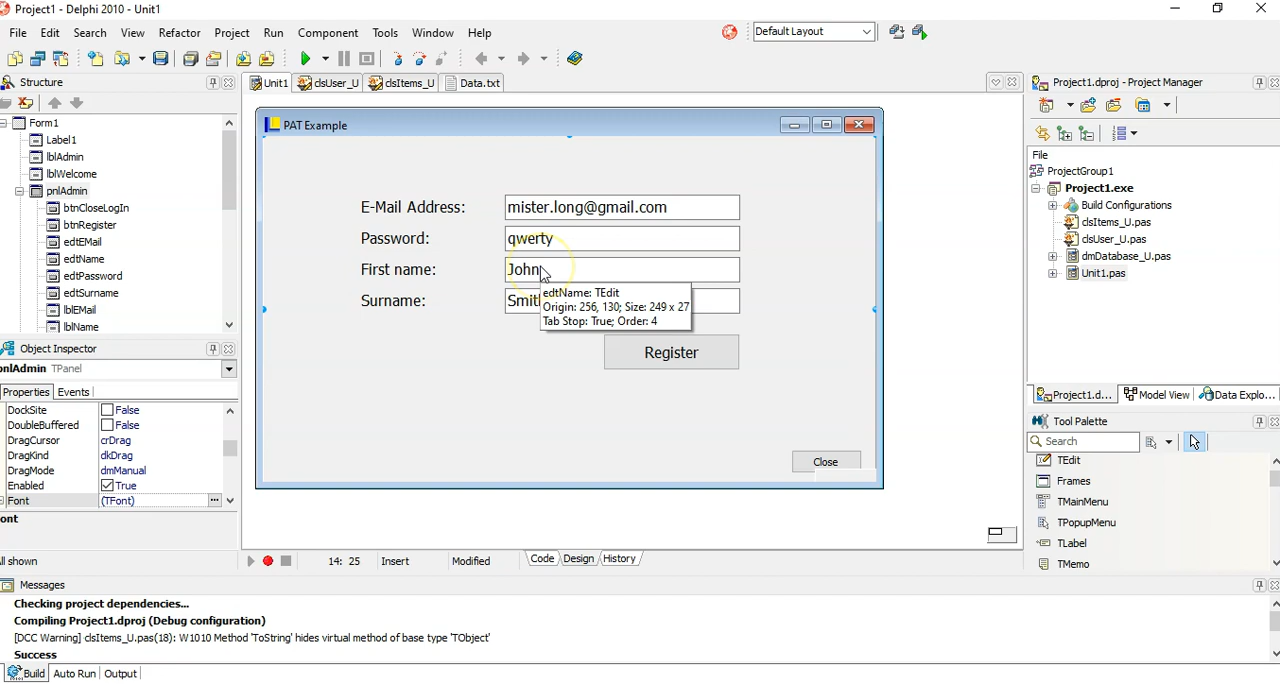 Project1 - Delphi 2010 - Unit1
File Edit Search View Refactor Project Run Component Tools Window Help
Default Layout
Structure
Unit1 clsUser_U clsItems_U Data.txt
Project1.dproj - Project Manager
Form1
Label1
lblAdmin
lblWelcome
pnlAdmin
btnCloseLogIn
btnRegister
edtEMail
edtName
edtPassword
edtSurname
lblEMail
lblName
PAT Example
E-Mail Address: mister.long@gmail.com
Password: qwerty
First name: John
Surname: Smit
edtName: TEdit
Origin: 256, 130; Size: 249 x 27
Tab Stop: True; Order: 4
Register
Close
File
ProjectGroup1
Project1.exe
Build Configurations
clsItems_U.pas
clsUser_U.pas
dmDatabase_U.pas
Unit1.pas
Project1.d... Model View Data Explo...
Tool Palette
Search
TEdit
Frames
TMainMenu
TPopupMenu
TLabel
TMemo
Object Inspector
pnlAdmin TPanel
Properties Events
DockSite False
DoubleBuffered False
DragCursor crDrag
DragKind dkDrag
DragMode dmManual
Enabled True
Font (TFont) ...
ont
ll shown
14: 25 Insert Modified Code Design History
Messages
Checking project dependencies...
Compiling Project1.dproj (Debug configuration)
[DCC Warning] clsItems_U.pas(18): W1010 Method 'ToString' hides virtual method of base type 'TObject'
Success
Build Auto Run Output